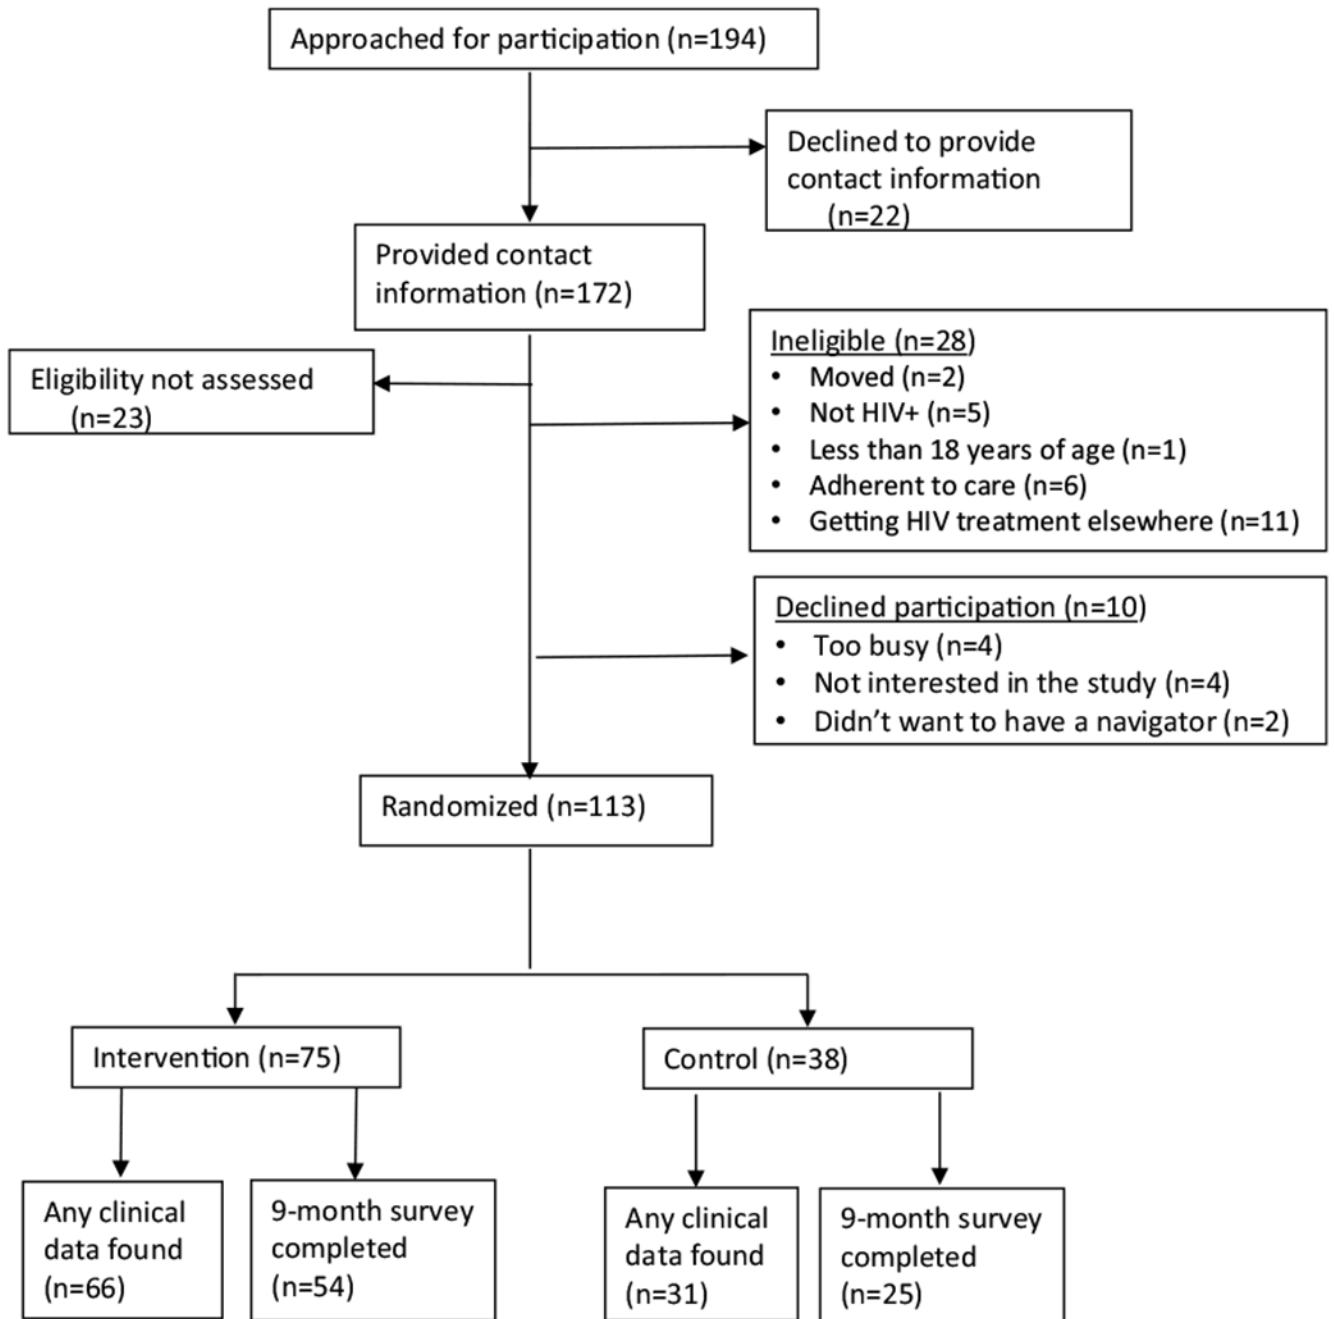 Approached for participation (n=194)
Declined to provide
contact information
(n=22)
Provided contact
information (n=172)
Eligibility not assessed
(n=23)
Ineligible (n=28)
• Moved (n=2)
• Not HIV+ (n=5)
• Less than 18 years of age (n=1)
• Adherent to care (n=6)
• Getting HIV treatment elsewhere (n=11)
Declined participation (n=10)
• Too busy (n=4)
• Not interested in the study (n=4)
• Didn’t want to have a navigator (n=2)
Randomized (n=113)
Intervention (n=75)
Control (n=38)
Any clinical
data found
(n=66)
9-month survey
completed
(n=54)
Any clinical
data found
(n=31)
9-month survey
completed
(n=25)